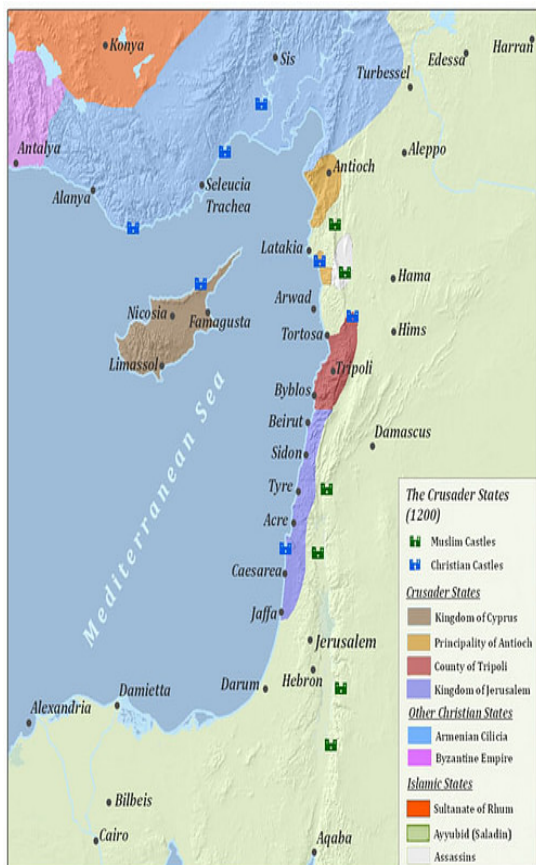 Konya
Sis
Edessa
Harran
Turbessel
Antalya
Aleppo
Antioch
Alanya
Seleucia
Trachea
Latakia
Hama
Arwad
Nicosia
Famagusta
Tortosa
Hims
Limassol
Tripoli
Byblos
Beirut
Damascus
Sidon
Mediterranean Sea
Tyre
Acre
Caesarea
Jaffa
Jerusalem
Hebron
Darum
Damietta
Alexandria
Bilbeis
Cairo
Aqaba
The Crusader States
(1200)
Muslim Castles
Christian Castles
Crusader States
Kingdom of Cyprus
Principality of Antioch
County of Tripoli
Kingdom of Jerusalem
Other Christian States
Armenian Cilicia
Byzantine Empire
Islamic States
Sultanate of Rhum
Ayyubid (Saladin)
Assassins